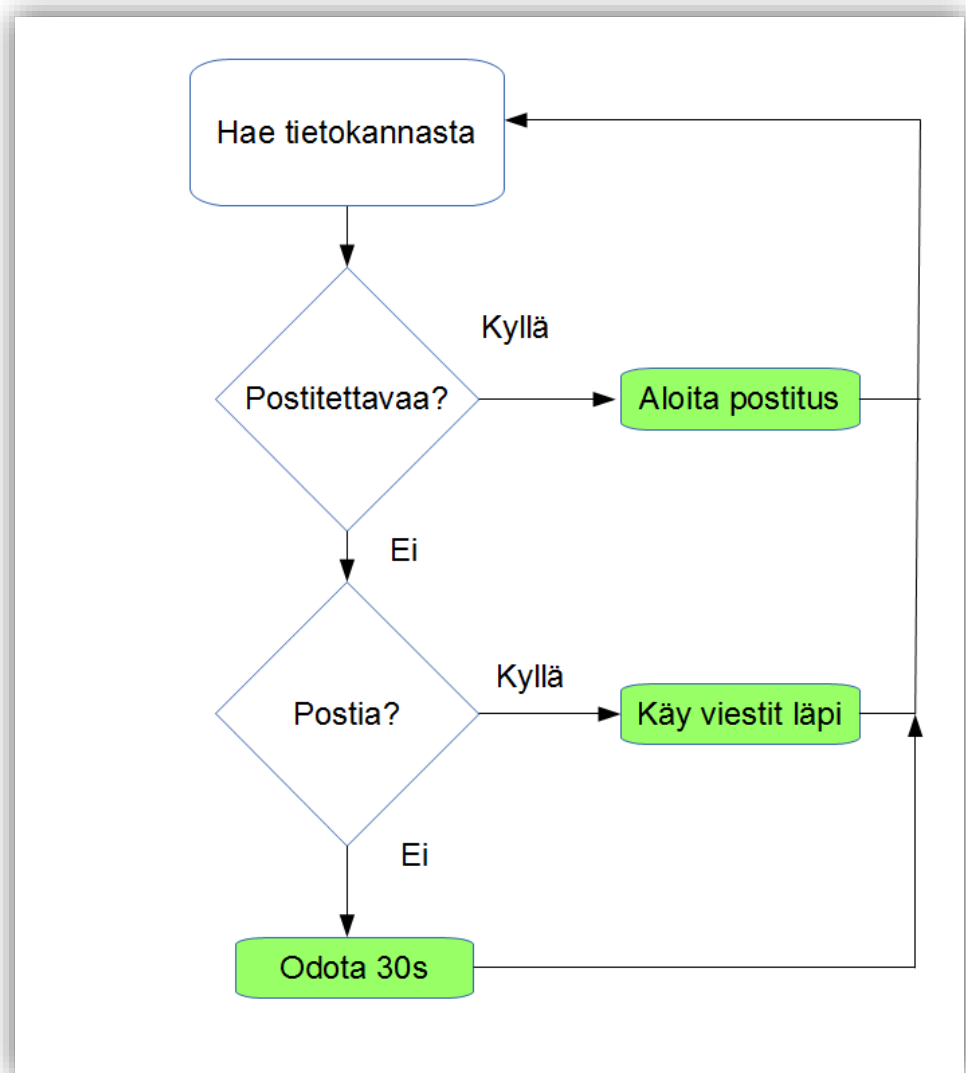 Hae tietokannasta
Kyllä
Postitettavaa?
Aloita postitus
Ei
Kyllä
Postia?
Käy viestit läpi
Ei
Odota 30s